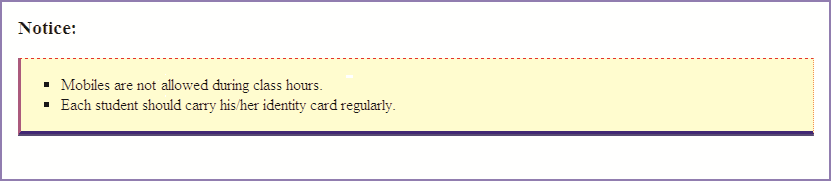 Notice:
Mobiles are not allowed during class hours.
Each student should carry his/her identity card regularly.